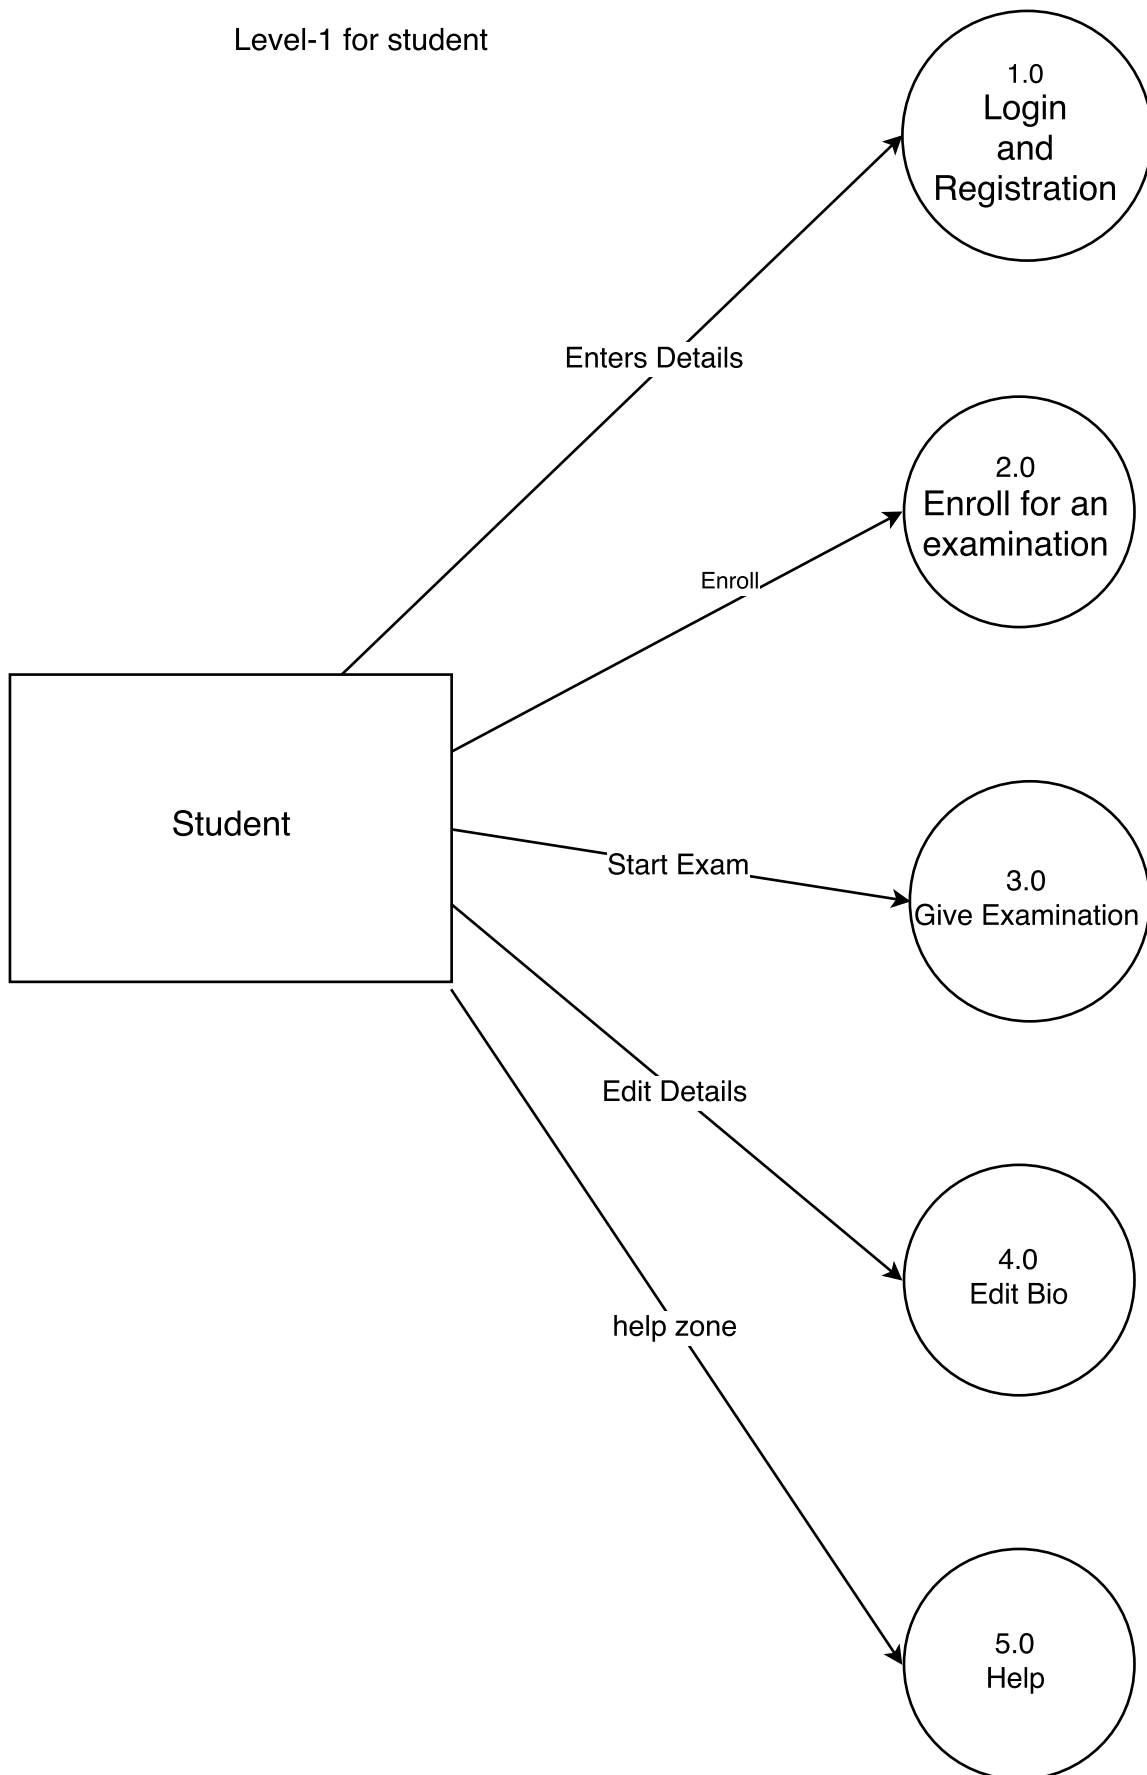 Level-1 for student
1.0
Login
and
Registration
Enters Details
2.0
Enroll for an
examination
Enroll
Student
Start Exam
3.0
Give Examination
Edit Details
4.0
Edit Bio
help zone
5.0
Help